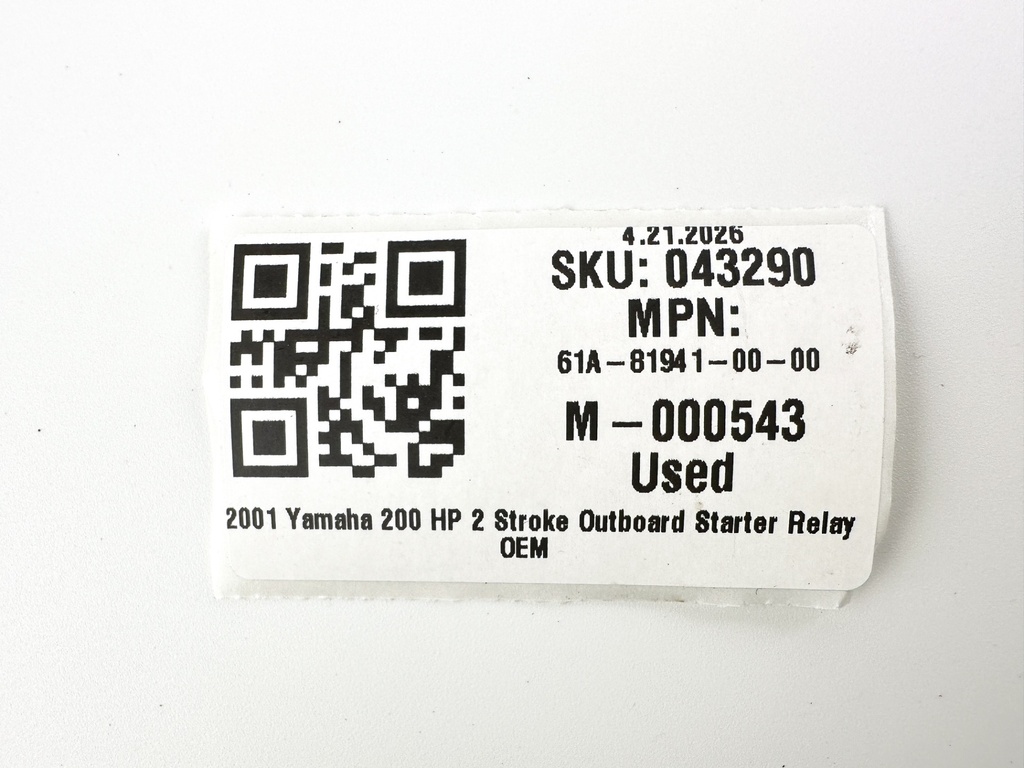 4.21.2026
SKU: 043290
MPN:
61A-81941-00-00
M-000543
Used
2001 Yamaha 200 HP 2 Stroke Outboard Starter Relay
OEM